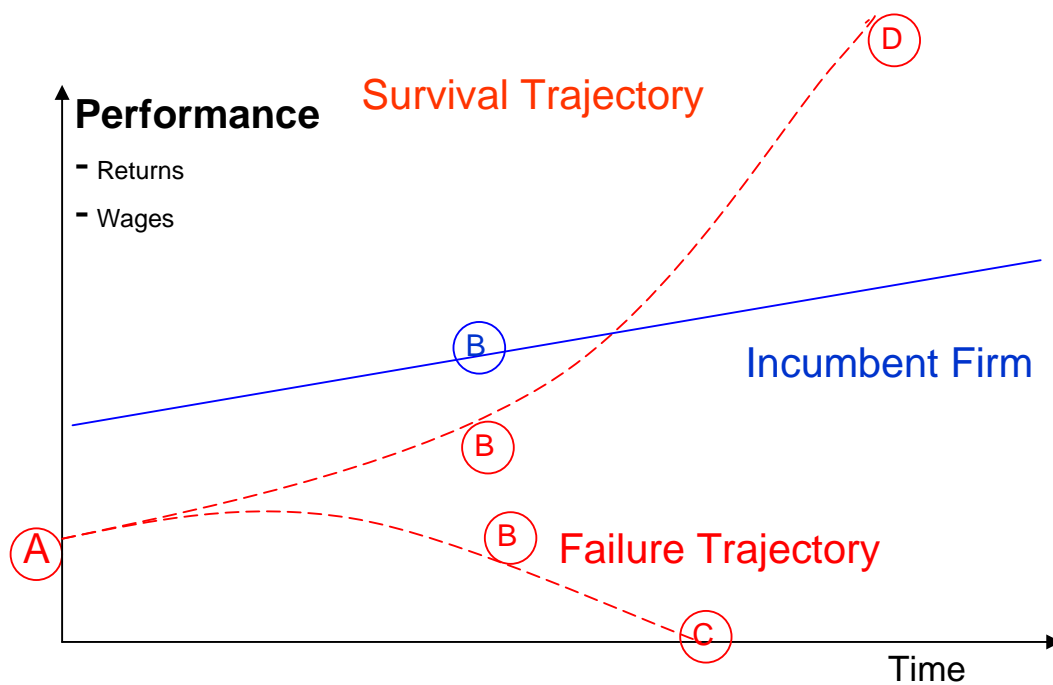 D
Survival Trajectory
Performance
- Returns
- Wages
B
Incumbent Firm
B
B
A
Failure Trajectory
C
Time